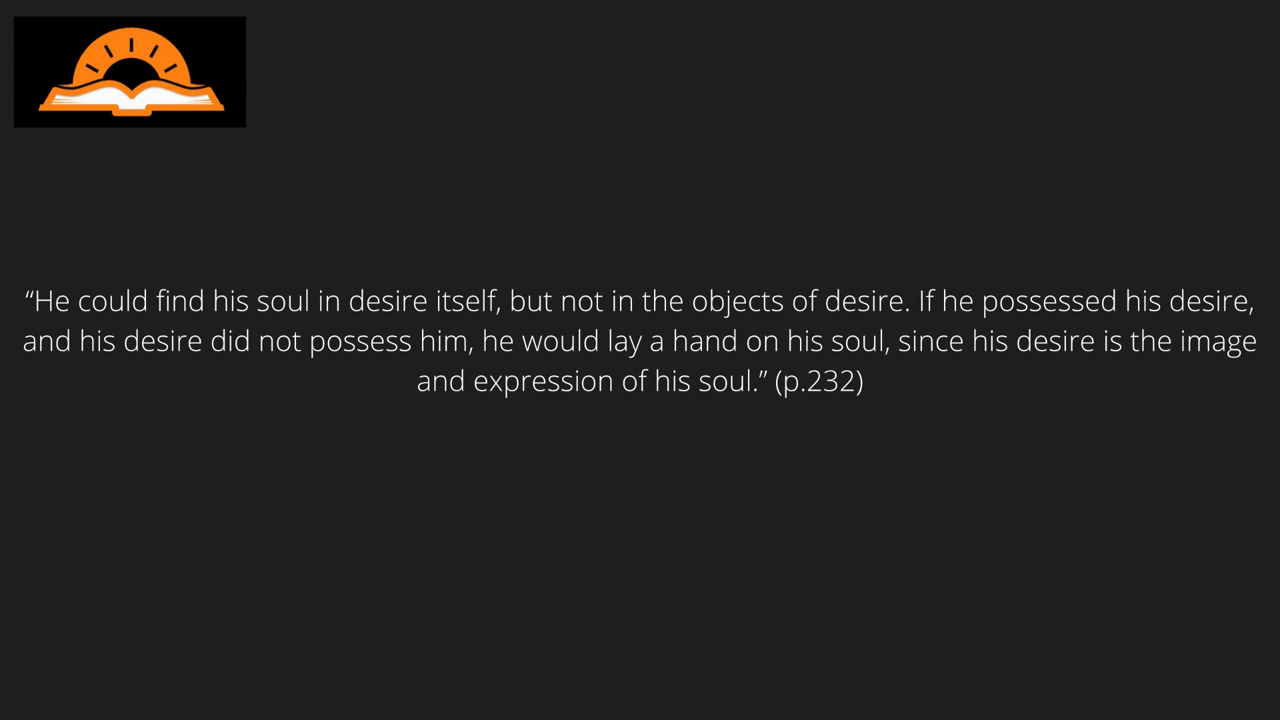 “He could find his soul in desire itself, but not in the objects of desire. If he possessed his desire,
and his desire did not possess him, he would lay a hand on his soul, since his desire is the image
and expression of his soul.” (p.232)